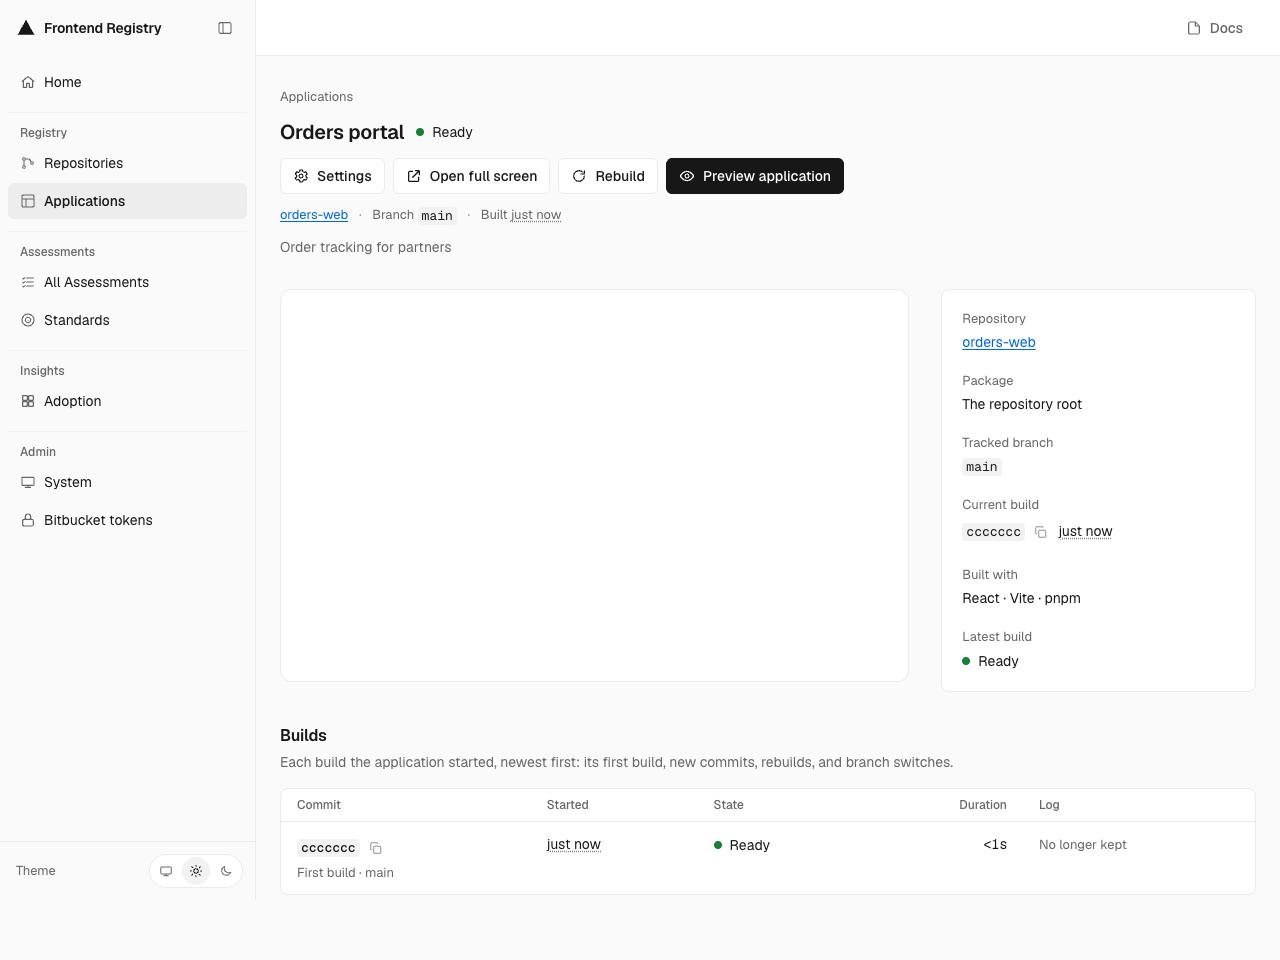 Frontend Registry
Docs
Home
Registry
Repositories
Applications
Assessments
All Assessments
Standards
Insights
Adoption
Admin
System
Bitbucket tokens
Theme
Applications
Orders portal
Ready
Settings
Open full screen
Rebuild
Preview application
orders-web · Branch main · Built just now
Order tracking for partners
Repository
orders-web
Package
The repository root
Tracked branch
main
Current build
ccccccc just now
Built with
React · Vite · pnpm
Latest build
Ready
Builds
Each build the application started, newest first: its first build, new commits, rebuilds, and branch switches.
Commit Started State Duration Log
ccccccc just now Ready <1s No longer kept
First build · main